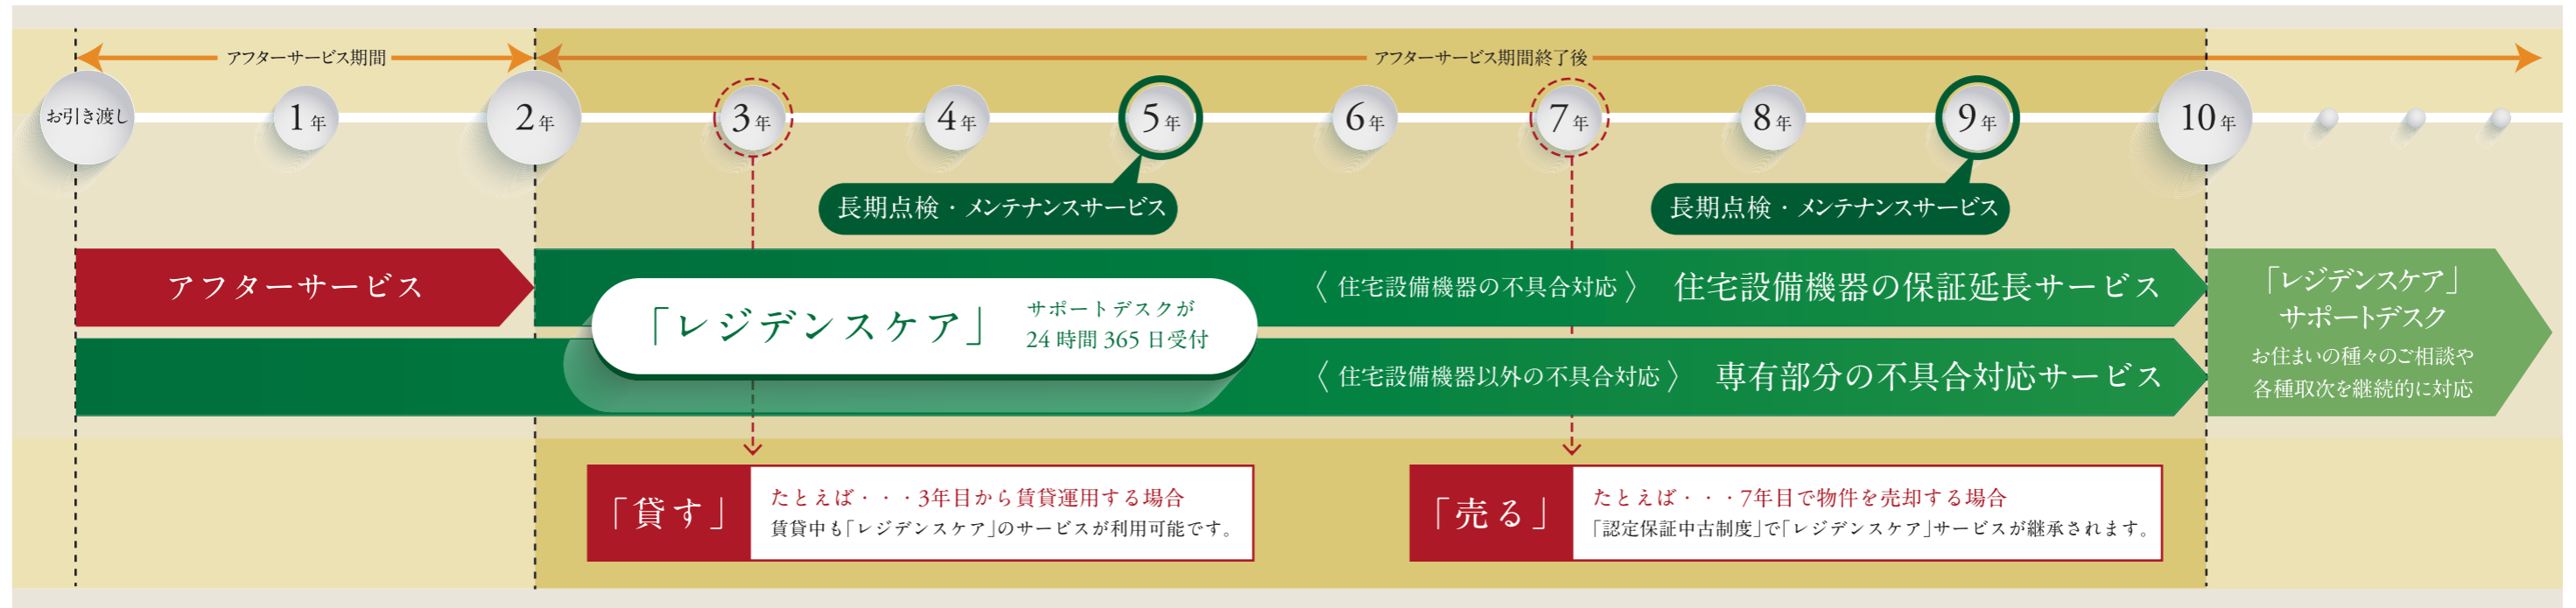 アフターサービス期間
アフターサービス期間終了後
お引き渡し
1年
2年
3年
4年
5年
6年
7年
8年
9年
10年
長期点検・メンテナンスサービス
長期点検・メンテナンスサービス
アフターサービス
「レジデンスケア」
サポートデスクが
24時間365日受付
〈住宅設備機器の不具合対応〉 住宅設備機器の保証延長サービス
〈住宅設備機器以外の不具合対応〉 専有部分の不具合対応サービス
「レジデンスケア」
サポートデスク
お住まいの種々のご相談や
各種取次を継続的に対応
「貸す」
たとえば・・・3年目から賃貸運用する場合
賃貸中も「レジデンスケア」のサービスが利用可能です。
「売る」
たとえば・・・7年目で物件を売却する場合
「認定保証中古制度」で「レジデンスケア」サービスが継承されます。